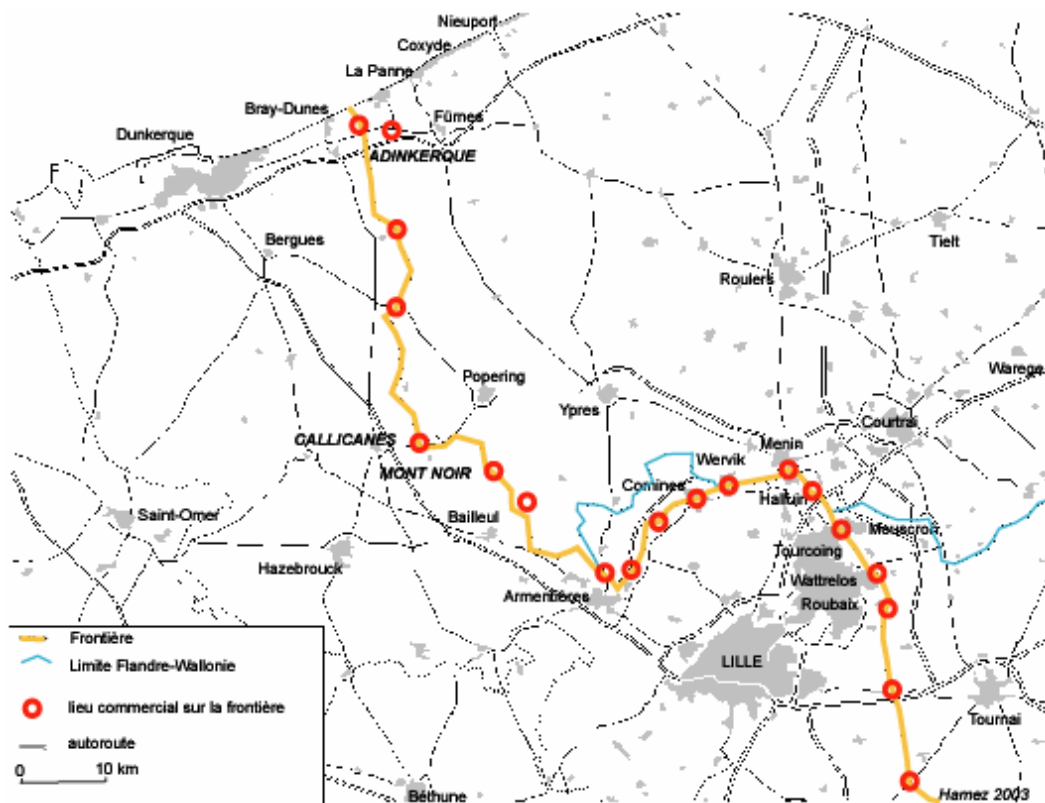 Nieuport
Coxyde
La Panne
Bray-Dunes
Fürnes
Dunkerque
ADINKERQUE
F
Bergues
Tielt
Roulers
Popering
Warege
Ypres
Courtrai
CALLICANES
Menin
MONT NOIR
Wervik
Comines
Halluin
Saint-Omer
Bailleul
Meuscron
Tourcoing
Hazebrouck
Wattrelos
Armentières
Roubaix
Frontière
LILLE
Limite Flandre-Wallonie
lieu commercial sur la frontière
Tournai
autoroute
0 10 km
Hamez 2003
Béthune